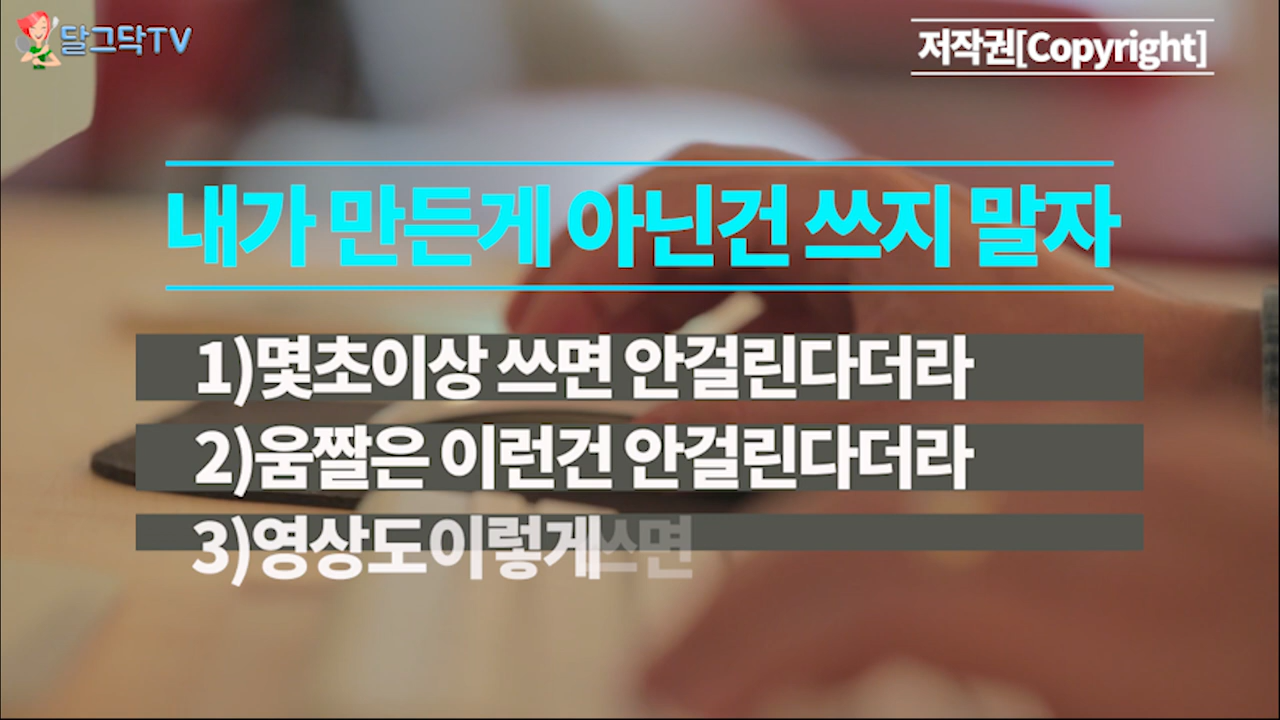 달그닥TV
저작권[Copyright]
내가 만든게 아닌건 쓰지 말자
1)몇초이상 쓰면 안걸린다더라
2)움짤은 이런건 안걸린다더라
3)영상도이렇게쓰면